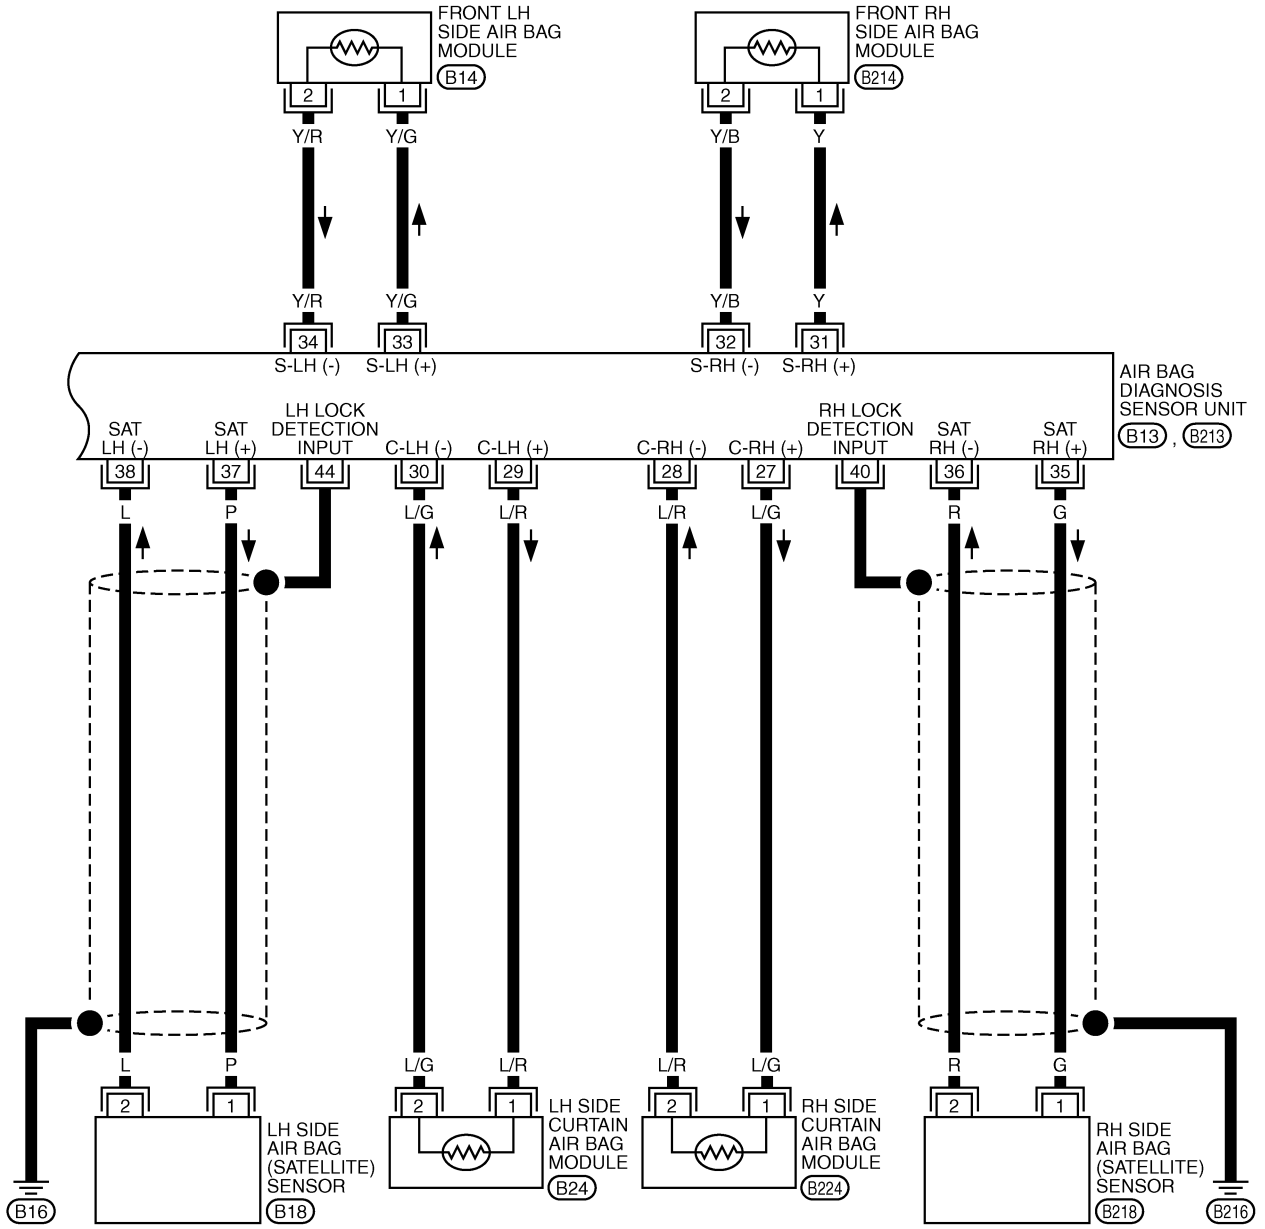 FRONT LH
SIDE AIR BAG
MODULE
B14
FRONT RH
SIDE AIR BAG
MODULE
B214
2 1 2 1
Y/R Y/G Y/B Y
Y/R Y/G Y/B Y
34 33 32 31
S-LH (-) S-LH (+) S-RH (-) S-RH (+)
AIR BAG
DIAGNOSIS
SENSOR UNIT
B13 , B213
SAT
LH (-)
SAT
LH (+)
LH LOCK
DETECTION
INPUT
C-LH (-)
C-LH (+)
C-RH (-)
C-RH (+)
RH LOCK
DETECTION
INPUT
SAT
RH (-)
SAT
RH (+)
38 37 44 30 29 28 27 40 36 35
L P L/G L/R L/R L/G R G
L P L/G L/R L/R L/G R G
2 1 2 1 2 1 2 1
LH SIDE
AIR BAG
(SATELLITE)
SENSOR
B18
LH SIDE
CURTAIN
AIR BAG
MODULE
B24
RH SIDE
CURTAIN
AIR BAG
MODULE
B224
RH SIDE
AIR BAG
(SATELLITE)
SENSOR
B218
B16
B216